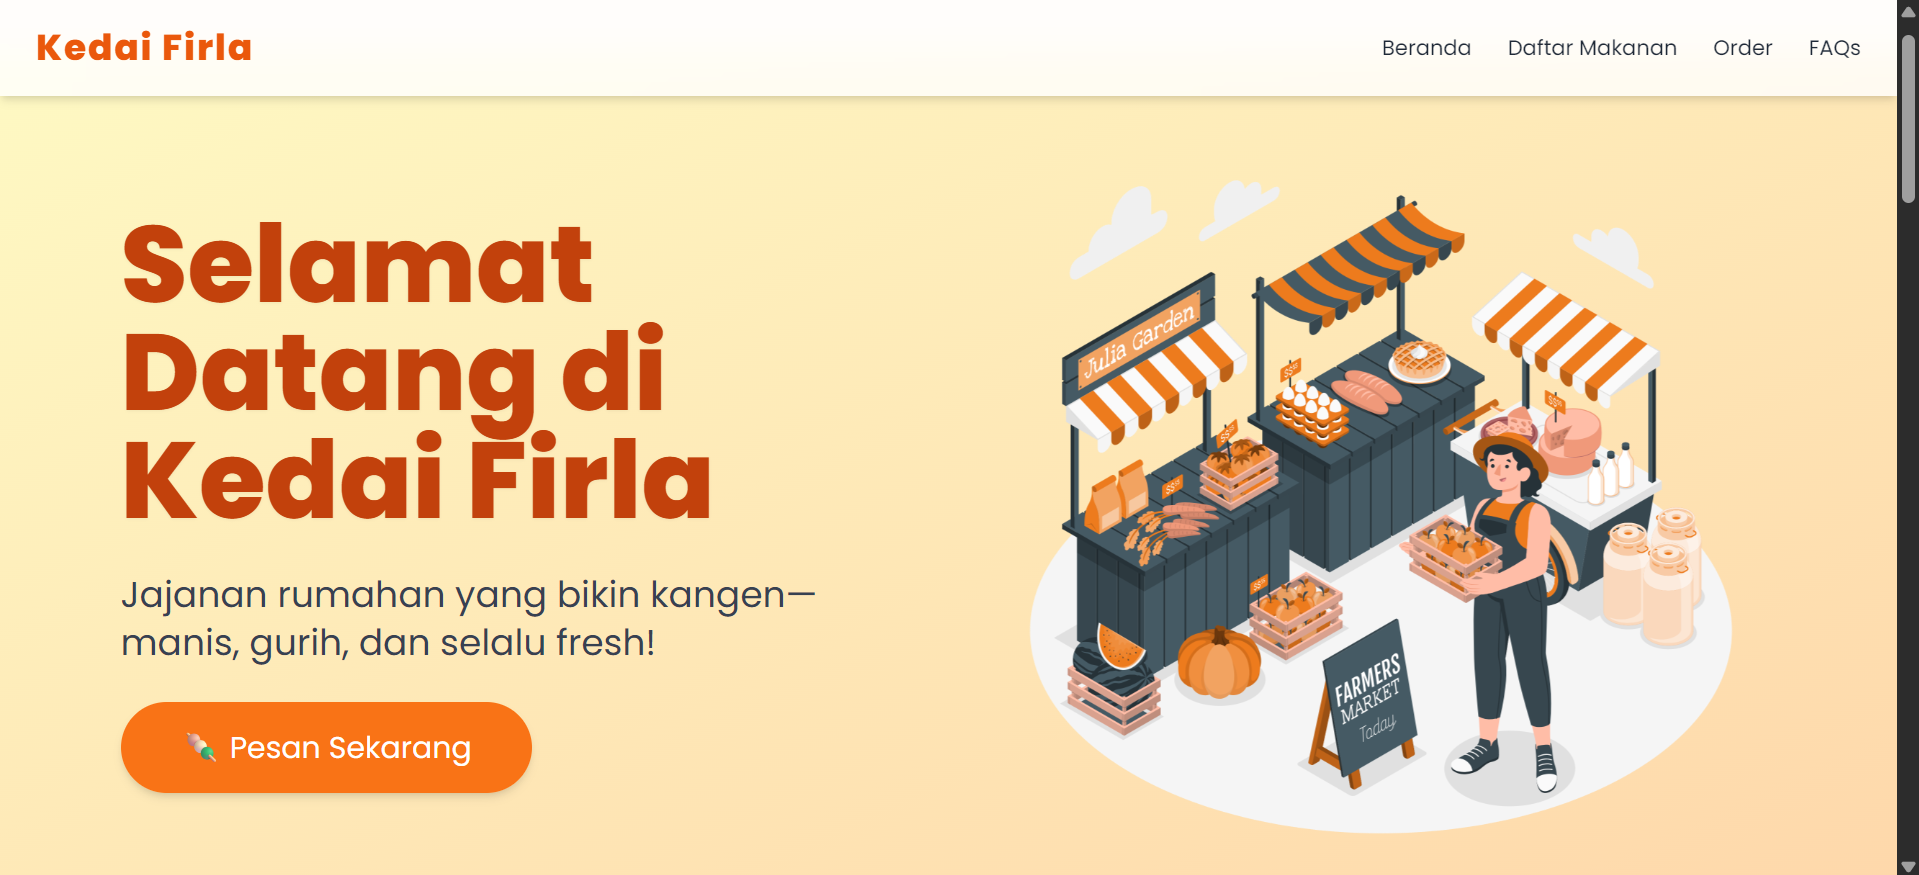 Kedai Firla
Beranda Daftar Makanan Order FAQs
Selamat
Datang di
Kedai Firla
Jajanan rumahan yang bikin kangen—
manis, gurih, dan selalu fresh!
Pesan Sekarang
Julia Garden
FARMERS
MARKET
Today